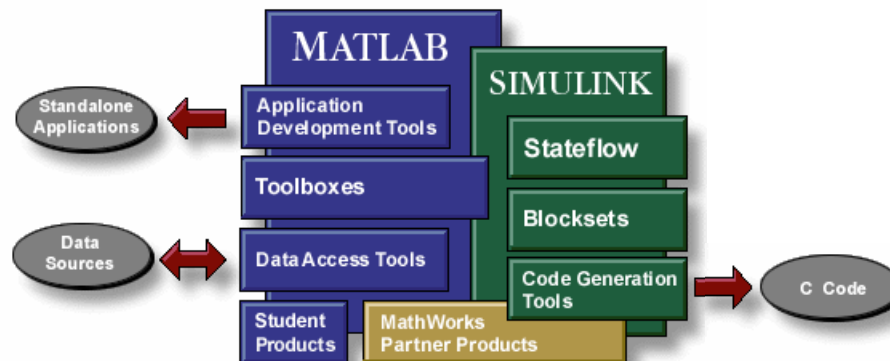 MATLAB
SIMULINK
Standalone
Applications
Application
Development Tools
Stateflow
Toolboxes
Blocksets
Data
Sources
Data Access Tools
Code Generation
Tools
C Code
Student
Products
MathWorks
Partner Products